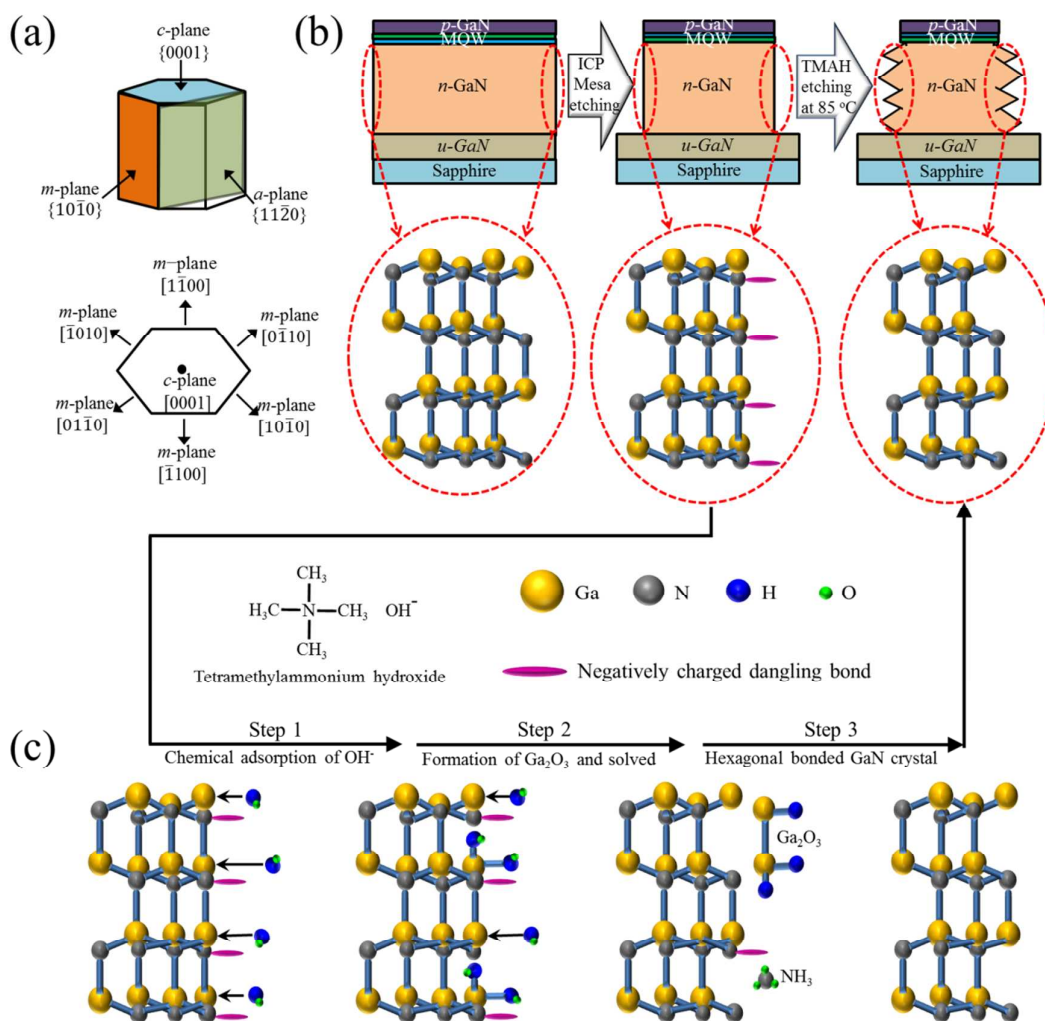 (a)
c-plane
{0001}
m-plane
{101̄0}
a-plane
{112̄0}
m−plane
[11̄00]
m-plane
[1̄010]
m-plane
[01̄10]
c-plane
[0001]
m-plane
[011̄0]
m-plane
[101̄0]
m-plane
[1̄100]
(b)
p-GaN
MQW
n-GaN
u-GaN
Sapphire
ICP
Mesa
etching
p-GaN
MQW
n-GaN
u-GaN
Sapphire
TMAH
etching
at 85 °C
p-GaN
MQW
n-GaN
u-GaN
Sapphire
CH₃
H₃C
N
CH₃
OH⁻
CH₃
Tetramethylammonium hydroxide
Ga
N
H
O
Negatively charged dangling bond
(c)
Step 1
Chemical adsorption of OH⁻
Step 2
Formation of Ga₂O₃ and solved
Step 3
Hexagonal bonded GaN crystal
Ga₂O₃
NH₃